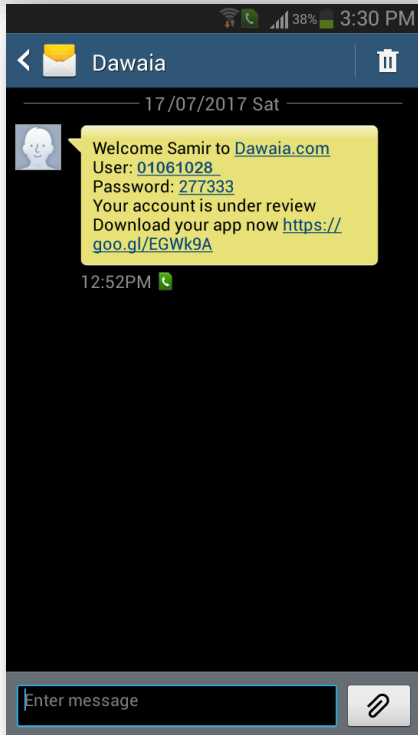 38% 3:30 PM
Dawaia
17/07/2017 Sat
Welcome Samir to Dawaia.com
User: 01061028
Password: 277333
Your account is under review
Download your app now https://
goo.gl/EGWk9A
12:52PM
Enter message